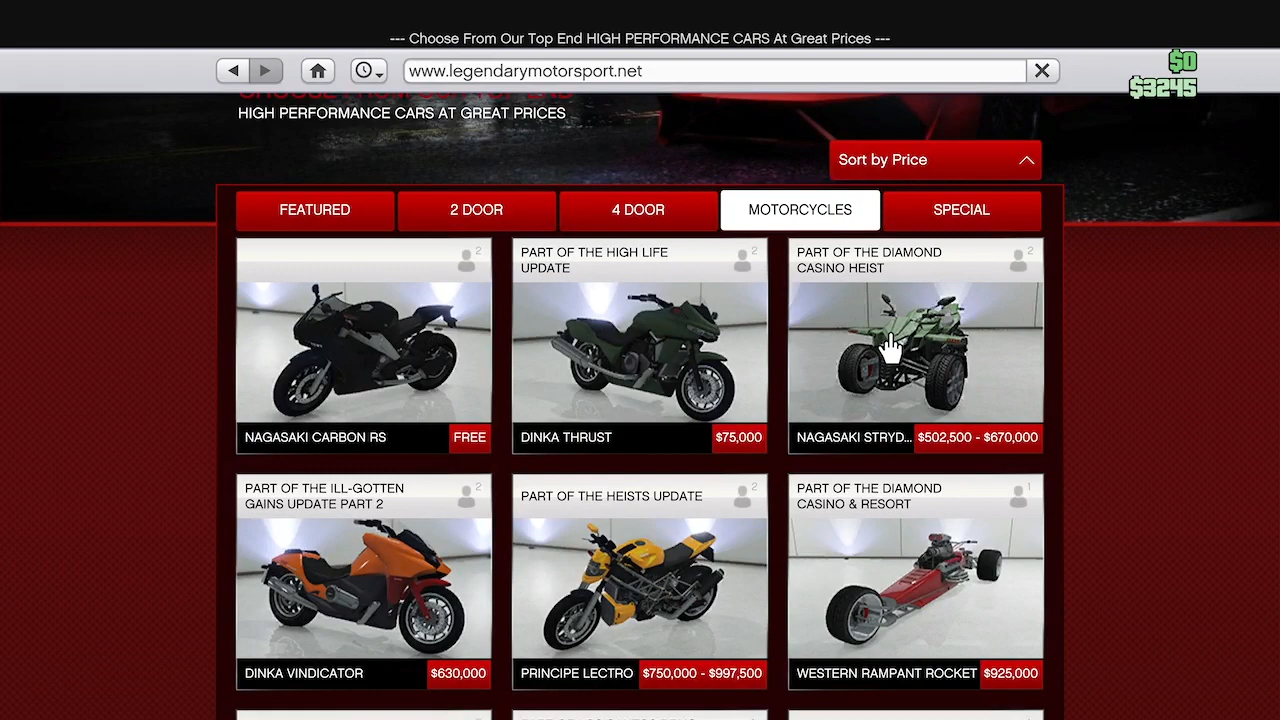 --- Choose From Our Top End HIGH PERFORMANCE CARS At Great Prices ---
www.legendarymotorsport.net
$0
$3245
HIGH PERFORMANCE CARS AT GREAT PRICES
Sort by Price
FEATURED
2 DOOR
4 DOOR
MOTORCYCLES
SPECIAL
2
NAGASAKI CARBON RS
FREE
PART OF THE HIGH LIFE
UPDATE
2
DINKA THRUST
$75,000
PART OF THE DIAMOND
CASINO HEIST
2
NAGASAKI STRYD...
$502,500 - $670,000
PART OF THE ILL-GOTTEN
GAINS UPDATE PART 2
2
DINKA VINDICATOR
$630,000
PART OF THE HEISTS UPDATE
2
PRINCIPE LECTRO
$750,000 - $997,500
PART OF THE DIAMOND
CASINO & RESORT
1
WESTERN RAMPANT ROCKET
$925,000